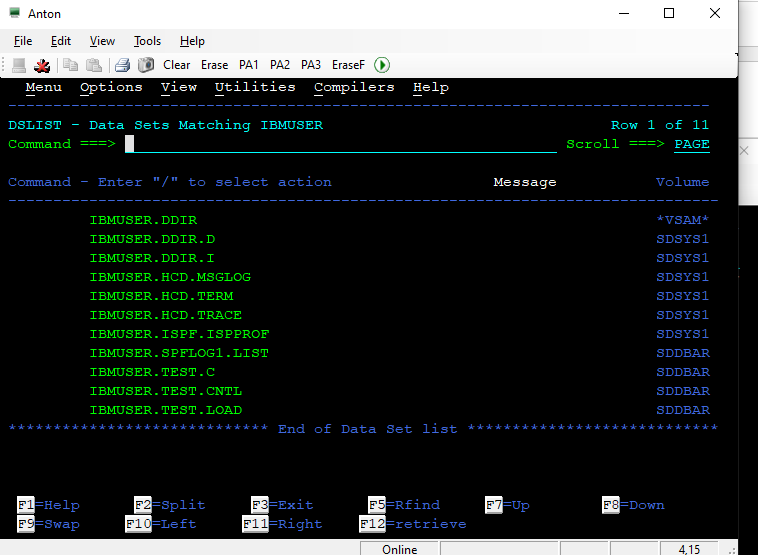 Anton
File Edit View Tools Help
Clear Erase PA1 PA2 PA3 EraseF
Menu Options View Utilities Compilers Help
DSLIST - Data Sets Matching IBMUSER Row 1 of 11
Command ===> Scroll ===> PAGE
Command - Enter "/" to select action Message Volume
IBMUSER.DDIR *VSAM*
IBMUSER.DDIR.D SDSYS1
IBMUSER.DDIR.I SDSYS1
IBMUSER.HCD.MSGLOG SDSYS1
IBMUSER.HCD.TERM SDSYS1
IBMUSER.HCD.TRACE SDSYS1
IBMUSER.ISPF.ISPPROF SDSYS1
IBMUSER.SPFLOG1.LIST SDDBAR
IBMUSER.TEST.C SDDBAR
IBMUSER.TEST.CNTL SDDBAR
IBMUSER.TEST.LOAD SDDBAR
***************************** End of Data Set list ****************************
F1=Help F2=Split F3=Exit F5=Rfind F7=Up F8=Down
F9=Swap F10=Left F11=Right F12=retrieve
Online 4,15